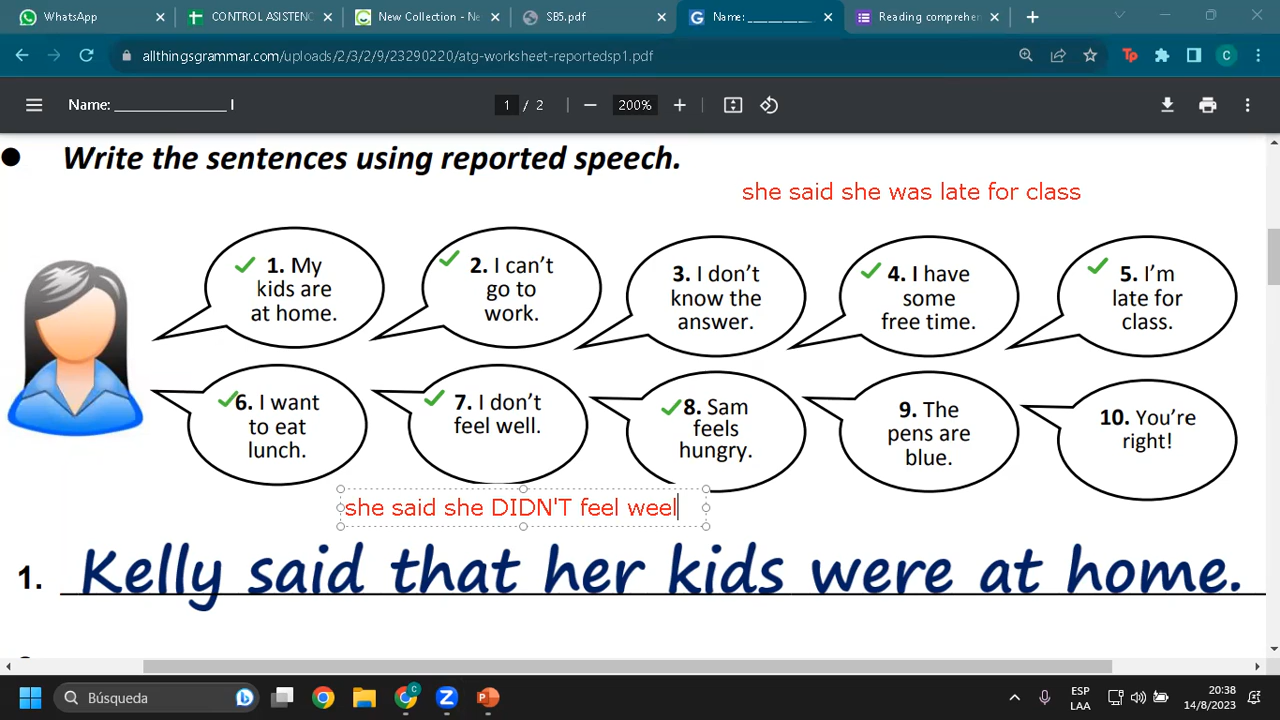 WhatsApp
CONTROL ASISTENC
New Collection - Ne
SB5.pdf
Name: ________
Reading comprehen
allthingsgrammar.com/uploads/2/3/2/9/23290220/atg-worksheet-reportedsp1.pdf
Name: ______________ I
1 / 2
200%
● Write the sentences using reported speech.
she said she was late for class
1. My
kids are
at home.
2. I can't
go to
work.
3. I don't
know the
answer.
4. I have
some
free time.
5. I'm
late for
class.
6. I want
to eat
lunch.
7. I don't
feel well.
8. Sam
feels
hungry.
9. The
pens are
blue.
10. You're
right!
she said she DIDN'T feel weel
1. Kelly said that her kids were at home.
Búsqueda
ESP
LAA
20:38
14/8/2023